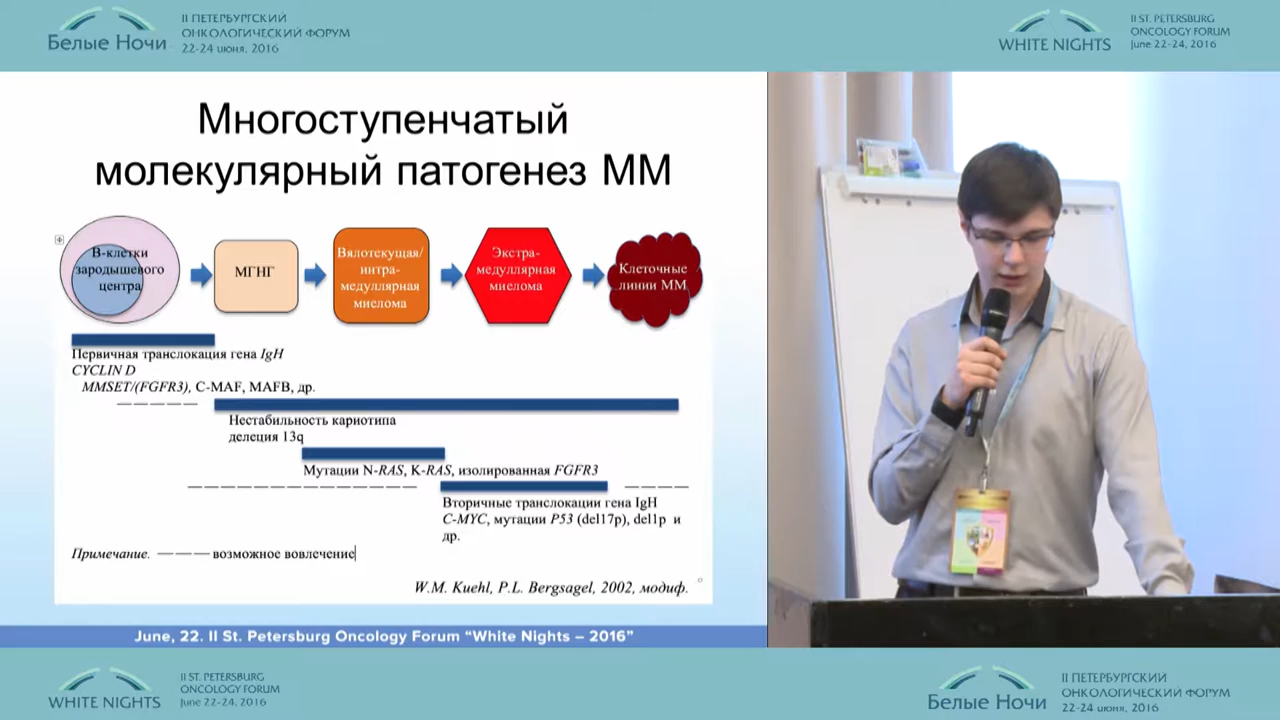 II ПЕТЕРБУРГСКИЙ
ОНКОЛОГИЧЕСКИЙ ФОРУМ
Белые Ночи
22-24 июня, 2016
II ST. PETERSBURG
ONCOLOGY FORUM
WHITE NIGHTS
June 22-24, 2016
Многоступенчатый
молекулярный патогенез ММ
В-клетки
зародышевого
центра
МГНГ
Вялотекущая/
интра-
медуллярная
мислома
Экстра-
медуллярная
мислома
Клеточные
линии ММ
Первичная транслокация гена IgH
CYCLIN D
MMSET/(FGFR3), C-MAF, MAFB, др.
Нестабильность кариотипа
делеция 13q
Мутации N-RAS, K-RAS, изолированная FGFR3
Вторичные транслокации гена IgH
C-MYC, мутации P53 (del17p), del1p и
др.
Примечание. — — — возможное вовлечение
W.M. Kuehl, P.L. Bergsagel, 2002, модиф.
June, 22. II St. Petersburg Oncology Forum “White Nights – 2016”
II ST. PETERSBURG
ONCOLOGY FORUM
WHITE NIGHTS
June 22-24, 2016
II ПЕТЕРБУРГСКИЙ
ОНКОЛОГИЧЕСКИЙ ФОРУМ
Белые Ночи
22-24 июня, 2016